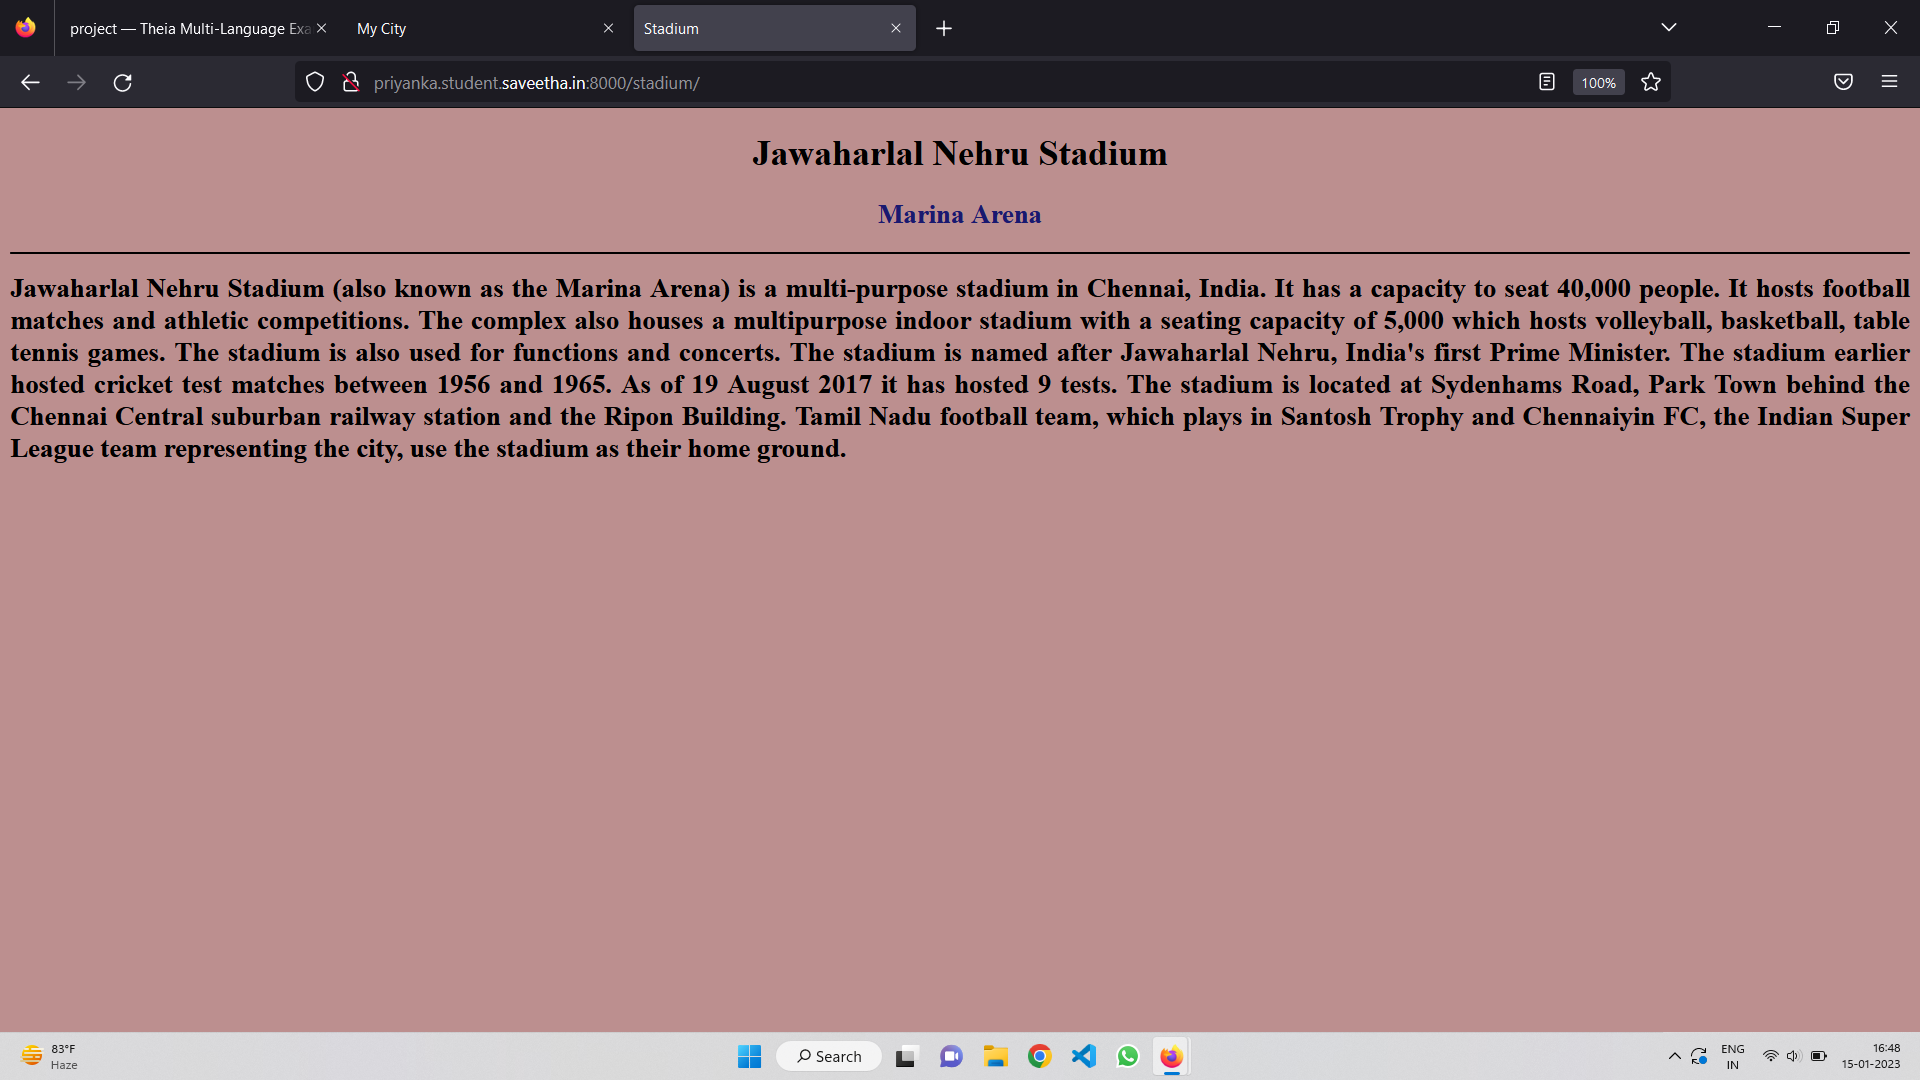 project — Theia Multi-Language Exa
My City
Stadium
priyanka.student.saveetha.in:8000/stadium/
100%
Jawaharlal Nehru Stadium
Marina Arena
Jawaharlal Nehru Stadium (also known as the Marina Arena) is a multi-purpose stadium in Chennai, India. It has a capacity to seat 40,000 people. It hosts football
matches and athletic competitions. The complex also houses a multipurpose indoor stadium with a seating capacity of 5,000 which hosts volleyball, basketball, table
tennis games. The stadium is also used for functions and concerts. The stadium is named after Jawaharlal Nehru, India's first Prime Minister. The stadium earlier
hosted cricket test matches between 1956 and 1965. As of 19 August 2017 it has hosted 9 tests. The stadium is located at Sydenhams Road, Park Town behind the
Chennai Central suburban railway station and the Ripon Building. Tamil Nadu football team, which plays in Santosh Trophy and Chennaiyin FC, the Indian Super
League team representing the city, use the stadium as their home ground.
83°F
Haze
Search
ENG
IN
16:48
15-01-2023